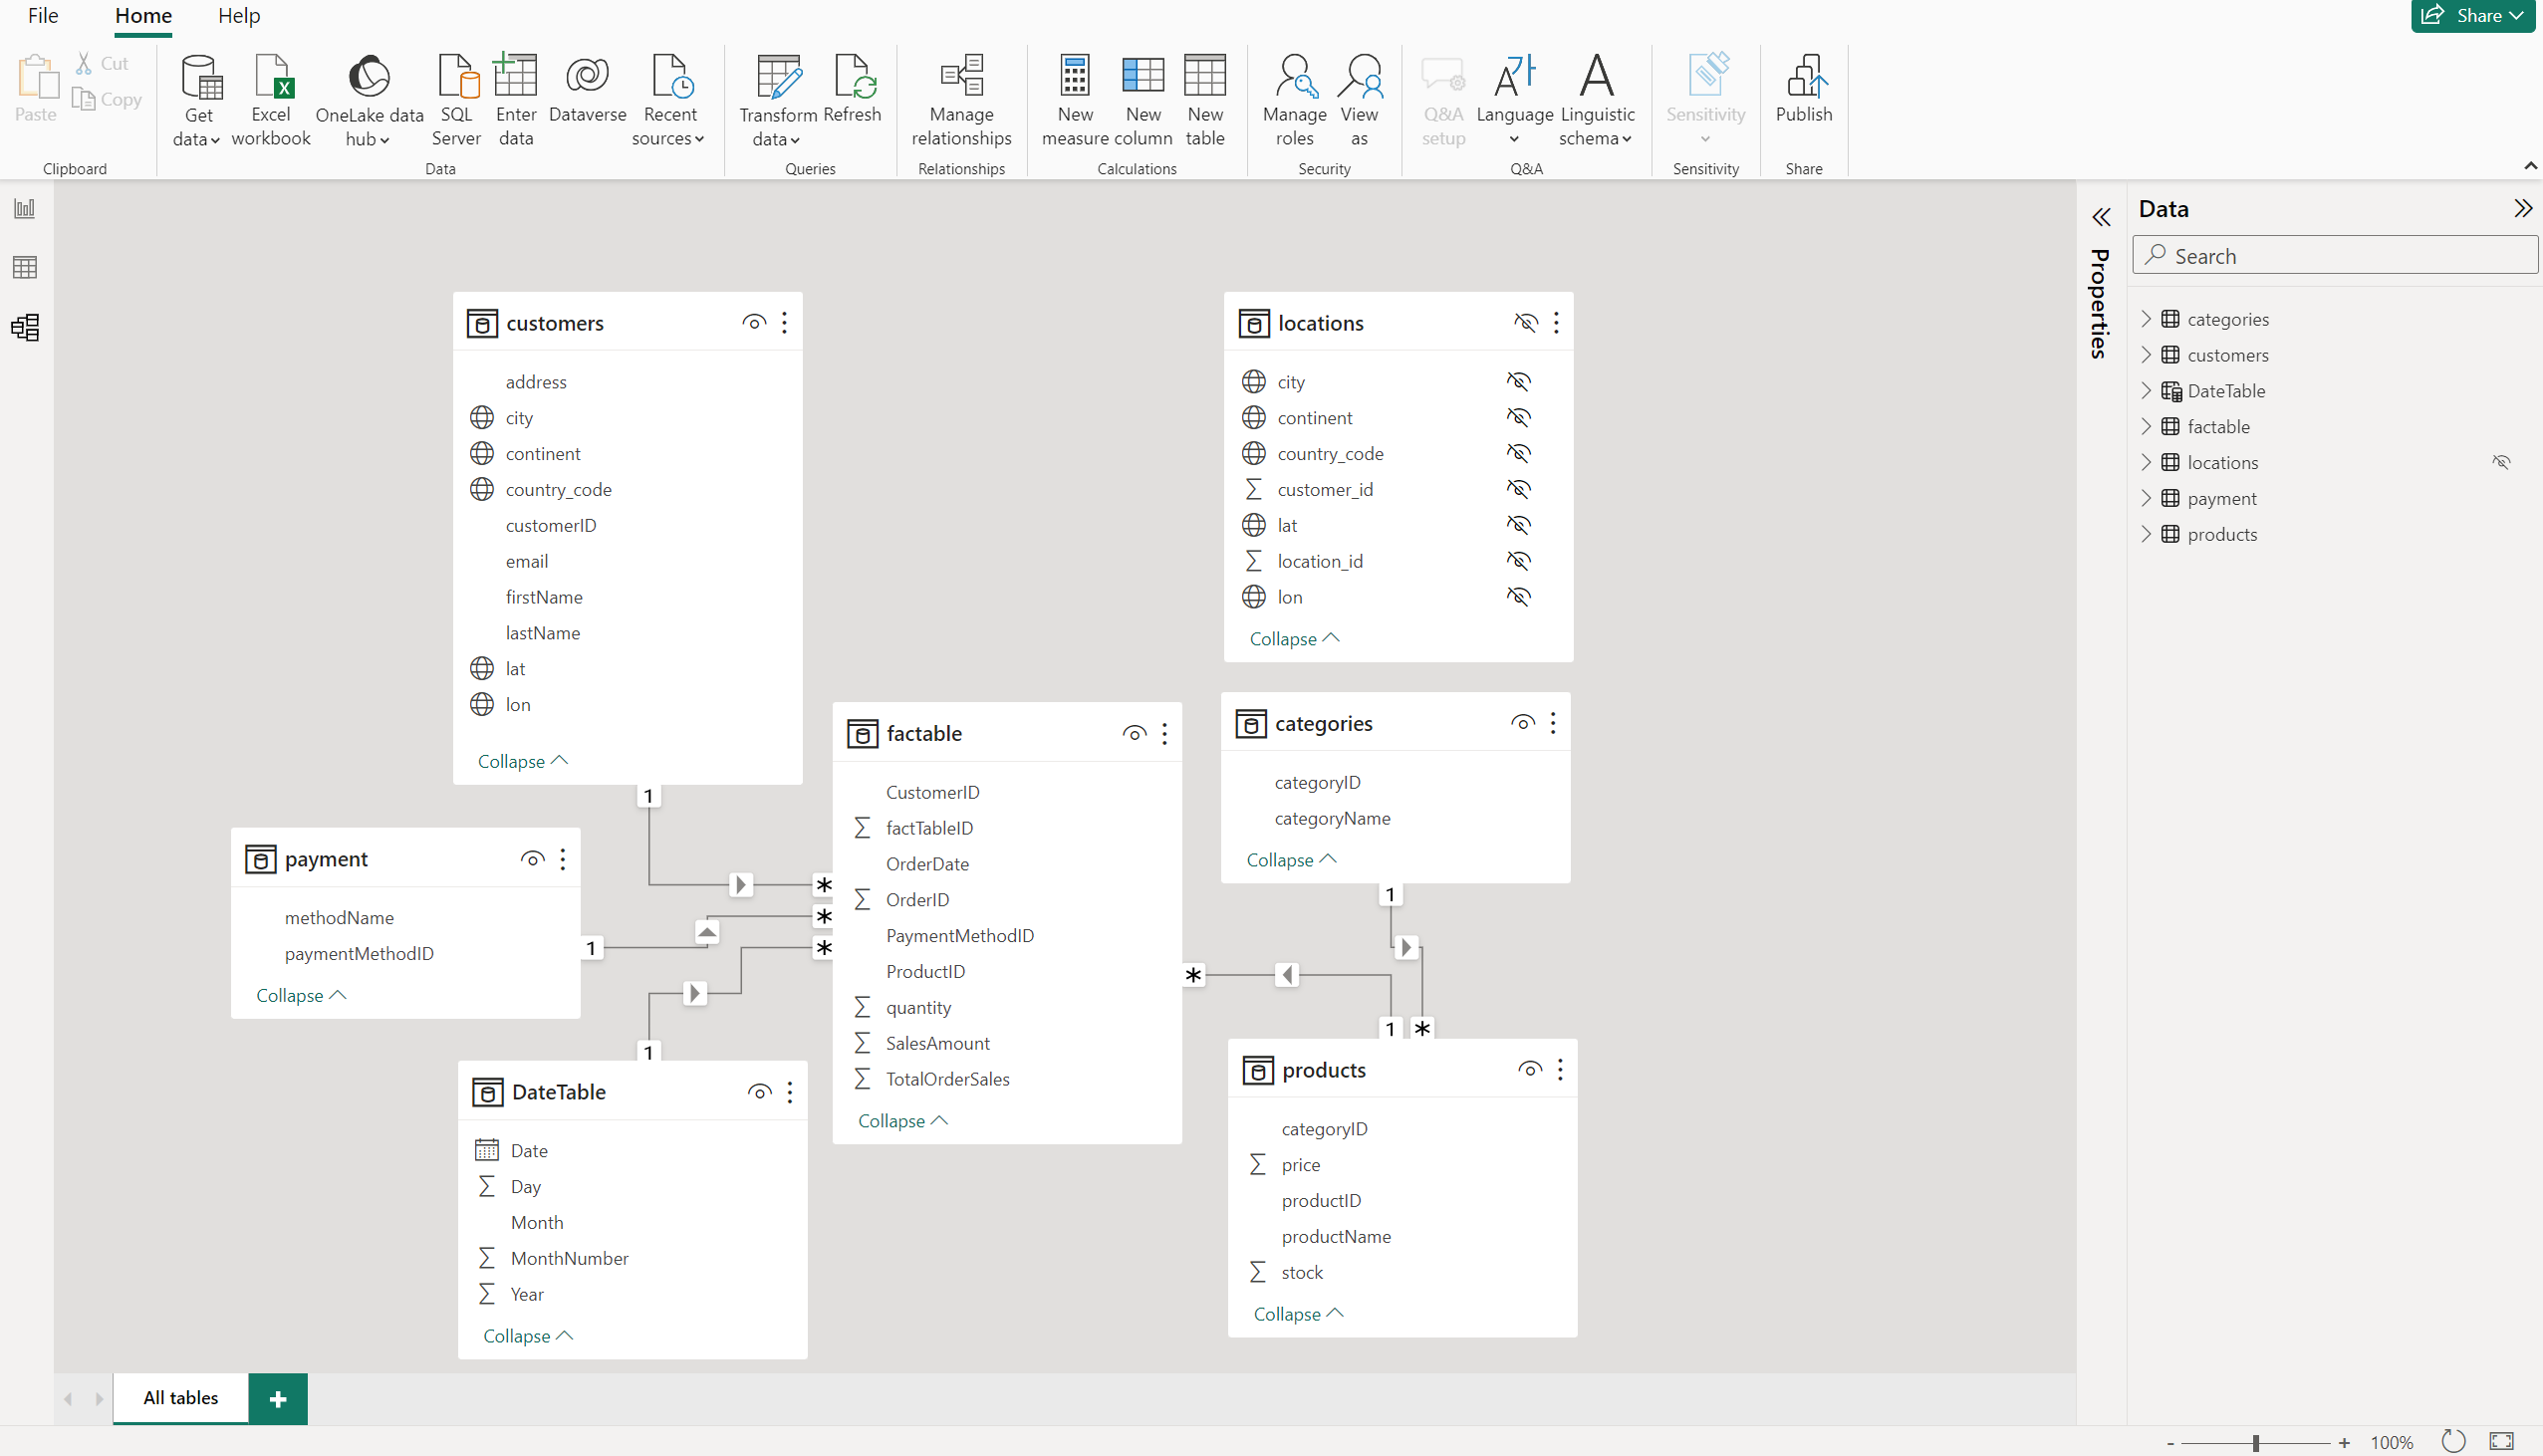 File Home Help
Share
Paste
Cut
Copy
Clipboard
Get data
Excel workbook
OneLake data hub
SQL Server
Enter data
Dataverse
Recent sources
Data
Transform data
Refresh
Queries
Manage relationships
Relationships
New measure
New column
New table
Calculations
Manage roles
View as
Security
Q&A setup
Language
Linguistic schema
Q&A
Sensitivity
Sensitivity
Publish
Share
customers
address
city
continent
country_code
customerID
email
firstName
lastName
lat
lon
Collapse
1
*
locations
city
continent
country_code
customer_id
lat
location_id
lon
Collapse
payment
methodName
paymentMethodID
Collapse
1
*
factable
CustomerID
factTableID
OrderDate
OrderID
PaymentMethodID
ProductID
quantity
SalesAmount
TotalOrderSales
Collapse
*
categories
categoryID
categoryName
Collapse
1
*
1
*
1
DateTable
Date
Day
Month
MonthNumber
Year
Collapse
products
categoryID
price
productID
productName
stock
Collapse
Properties
Data
Search
categories
customers
DateTable
factable
locations
payment
products
All tables
+
- + 100%